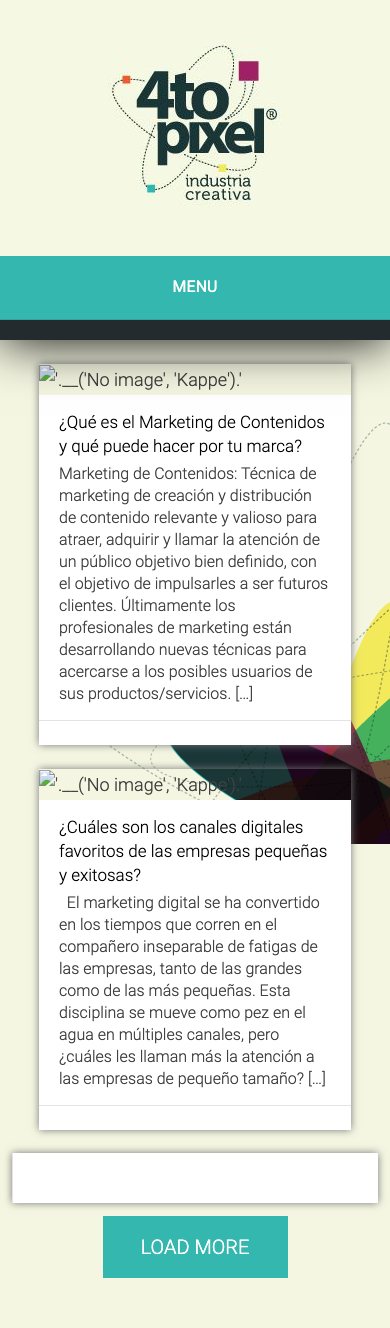 4to
pixel®
industria
creativa
MENU
'.__('No image', 'Kappe').'
¿Qué es el Marketing de Contenidos
y qué puede hacer por tu marca?
Marketing de Contenidos: Técnica de
marketing de creación y distribución
de contenido relevante y valioso para
atraer, adquirir y llamar la atención de
un público objetivo bien definido, con
el objetivo de impulsarles a ser futuros
clientes. Últimamente los
profesionales de marketing están
desarrollando nuevas técnicas para
acercarse a los posibles usuarios de
sus productos/servicios. [...]
'.__('No image', 'Kappe').'
¿Cuáles son los canales digitales
favoritos de las empresas pequeñas
y exitosas?
El marketing digital se ha convertido
en los tiempos que corren en el
compañero inseparable de fatigas de
las empresas, tanto de las grandes
como de las más pequeñas. Esta
disciplina se mueve como pez en el
agua en múltiples canales, pero
¿cuáles les llaman más la atención a
las empresas de pequeño tamaño? [...]
LOAD MORE